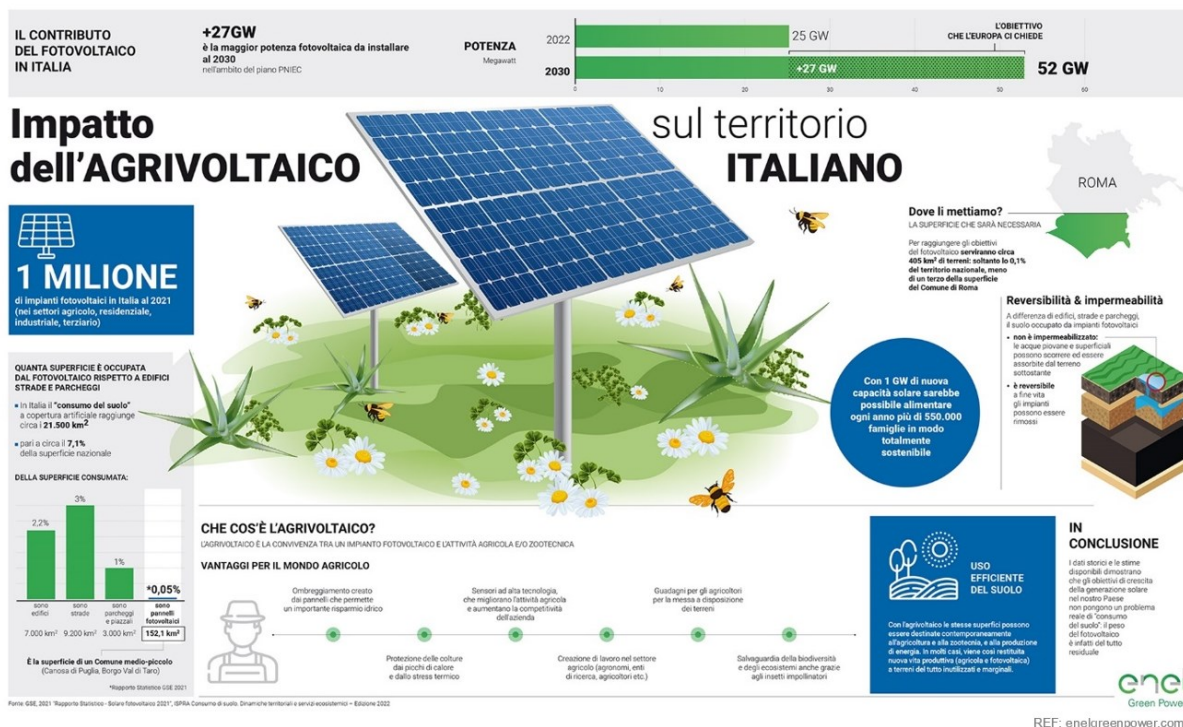 IL CONTRIBUTO
DEL FOTOVOLTAICO
IN ITALIA
+27GW
è la maggior potenza fotovoltaica da installare
al 2030
nell'ambito del piano PNIEC
POTENZA
Megawatt
2022
25 GW
L'OBIETTIVO
CHE L'EUROPA CI CHIEDE
2030
+27 GW
52 GW
0 10 20 30 40 50 60
Impatto
dell'AGRIVOLTAICO
sul territorio
ITALIANO
1 MILIONE
di impianti fotovoltaici in Italia al 2021
(nei settori agricolo, residenziale,
industriale, terziario)
ROMA
Dove li mettiamo?
LA SUPERFICIE CHE SARÀ NECESSARIA
Per raggiungere gli obiettivi
del fotovoltaico serviranno circa
405 km² di terreni: soltanto lo 0,1%
del territorio nazionale, meno
di un terzo della superficie
del Comune di Roma
Reversibilità & impermeabilità
A differenza di edifici, strade e parcheggi,
il suolo occupato da impianti fotovoltaici
• non è impermeabilizzato:
le acque piovane e superficiali
possono scorrere ed essere
assorbite dal terreno
sottostante
• è reversibile
a fine vita
gli impianti
possono essere
rimossi
Con 1 GW di nuova
capacità solare sarebbe
possibile alimentare
ogni anno più di 550.000
famiglie in modo
totalmente
sostenibile
QUANTA SUPERFICIE È OCCUPATA
DAL FOTOVOLTAICO RISPETTO A EDIFICI
STRADE E PARCHEGGI
▪ In Italia il "consumo del suolo"
a copertura artificiale raggiunge
circa i 21.500 km²
▪ pari a circa il 7,1%
della superficie nazionale
DELLA SUPERFICIE CONSUMATA:
2,2%
3%
1%
*0,05%
sono
edifici
sono
strade
sono
parcheggi
e piazzali
sono
pannelli
fotovoltaici
7.000 km² 9.200 km² 3.000 km² 152,1 km²
È la superficie di un Comune medio-piccolo
(Canosa di Puglia, Borgo Val di Taro)
*Rapporto Statistico GSE 2021
CHE COS'È L'AGRIVOLTAICO?
L'AGRIVOLTAICO È LA CONVIVENZA TRA UN IMPIANTO FOTOVOLTAICO E L'ATTIVITÀ AGRICOLA E/O ZOOTECNICA
VANTAGGI PER IL MONDO AGRICOLO
Ombreggiamento creato
dai pannelli che permette
un importante risparmio idrico
Sensori ad alta tecnologia,
che migliorano l'attività agricola
e aumentano la competitività
dell'azienda
Guadagni per gli agricoltori
per la messa a disposizione
dei terreni
Protezione delle colture
dai picchi di calore
e dallo stress termico
Creazione di lavoro nel settore
agricolo (agronomi, enti
di ricerca, agricoltori etc.)
Salvaguardia della biodiversità
e degli ecosistemi anche grazie
agli insetti impollinatori
USO
EFFICIENTE
DEL SUOLO
Con l'agrivoltaico le stesse superfici possono
essere destinate contemporaneamente
all'agricoltura e alla zootecnia, e alla produzione
di energia. In molti casi, viene così restituita
nuova vita produttiva (agricola e fotovoltaica)
a terreni del tutto inutilizzati e marginali.
IN
CONCLUSIONE
I dati storici e le stime
disponibili dimostrano
che gli obiettivi di crescita
della generazione solare
nel nostro Paese
non pongono un problema
reale di "consumo
del suolo": il peso
del fotovoltaico
è infatti del tutto
residuale
enel
Green Power
Fonte: GSE, 2021 "Rapporto Statistico - Solare fotovoltaico 2021", ISPRA Consumo di suolo. Dinamiche territoriali e servizi ecosistemici – Edizione 2022
REF: enelgreenpower.com